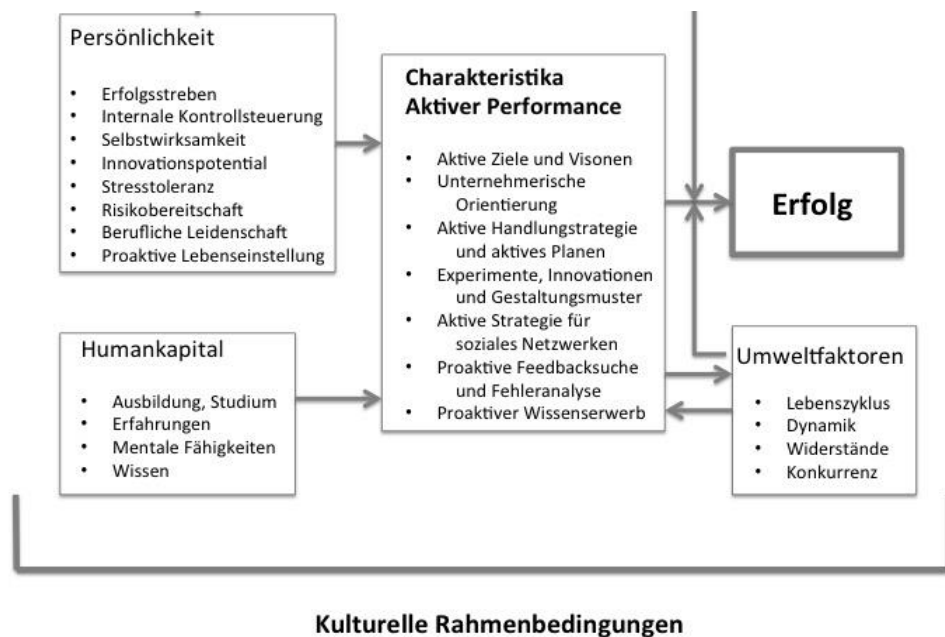 Persönlichkeit
• Erfolgsstreben
• Internale Kontrollsteuerung
• Selbstwirksamkeit
• Innovationspotential
• Stresstoleranz
• Risikobereitschaft
• Berufliche Leidenschaft
• Proaktive Lebenseinstellung
Humankapital
• Ausbildung, Studium
• Erfahrungen
• Mentale Fähigkeiten
• Wissen
Charakteristika
Aktiver Performance
• Aktive Ziele und Visonen
• Unternehmerische
Orientierung
• Aktive Handlungstrategie
und aktives Planen
• Experimente, Innovationen
und Gestaltungsmuster
• Aktive Strategie für
soziales Netzwerken
• Proaktive Feedbacksuche
und Fehleranalyse
• Proaktiver Wissenserwerb
Erfolg
Umweltfaktoren
• Lebenszyklus
• Dynamik
• Widerstände
• Konkurrenz
Kulturelle Rahmenbedingungen